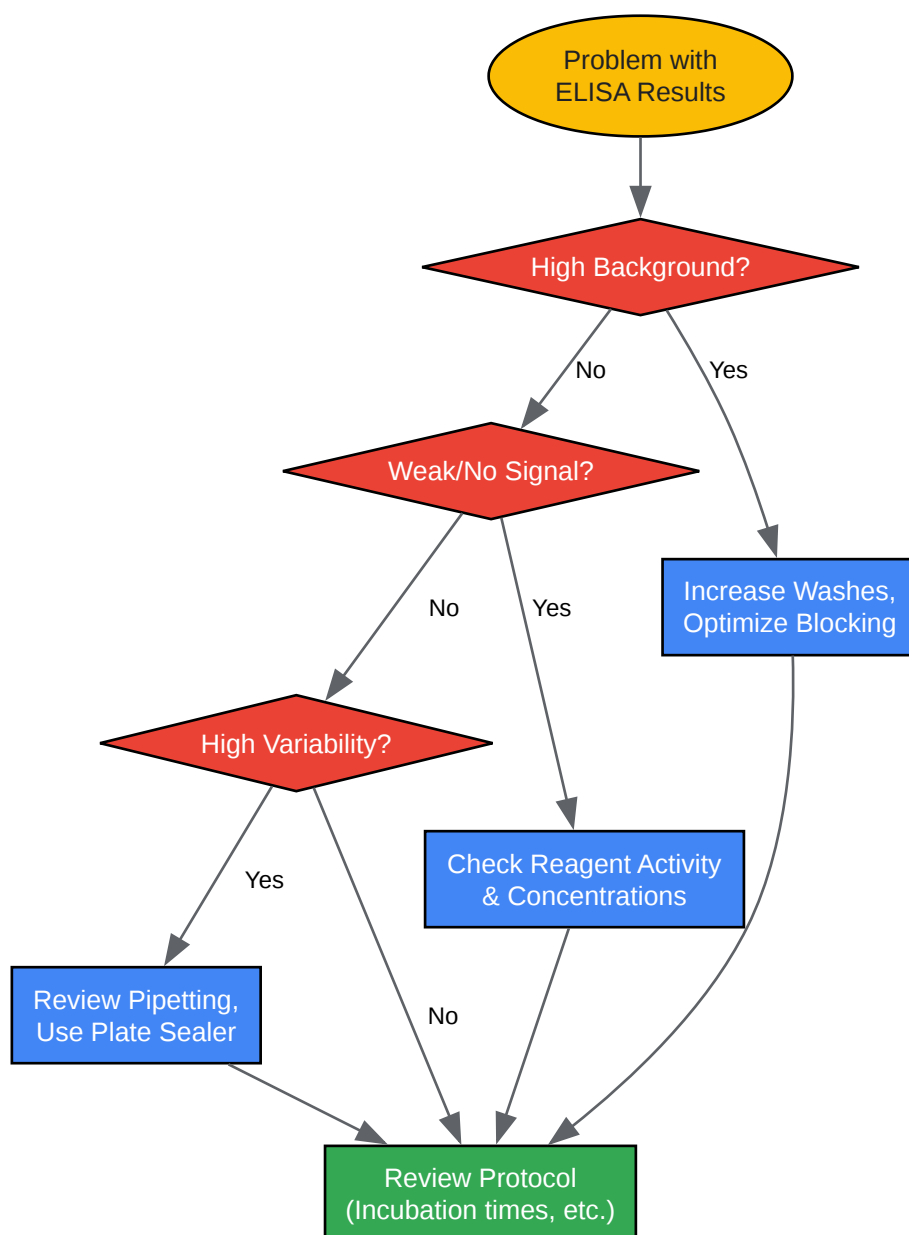 Problem with
ELISA Results
High Background?
No
Yes
Weak/No Signal?
Increase Washes,
Optimize Blocking
No
Yes
High Variability?
Check Reagent Activity
& Concentrations
Yes
Review Pipetting,
Use Plate Sealer
No
Review Protocol
(Incubation times, etc.)